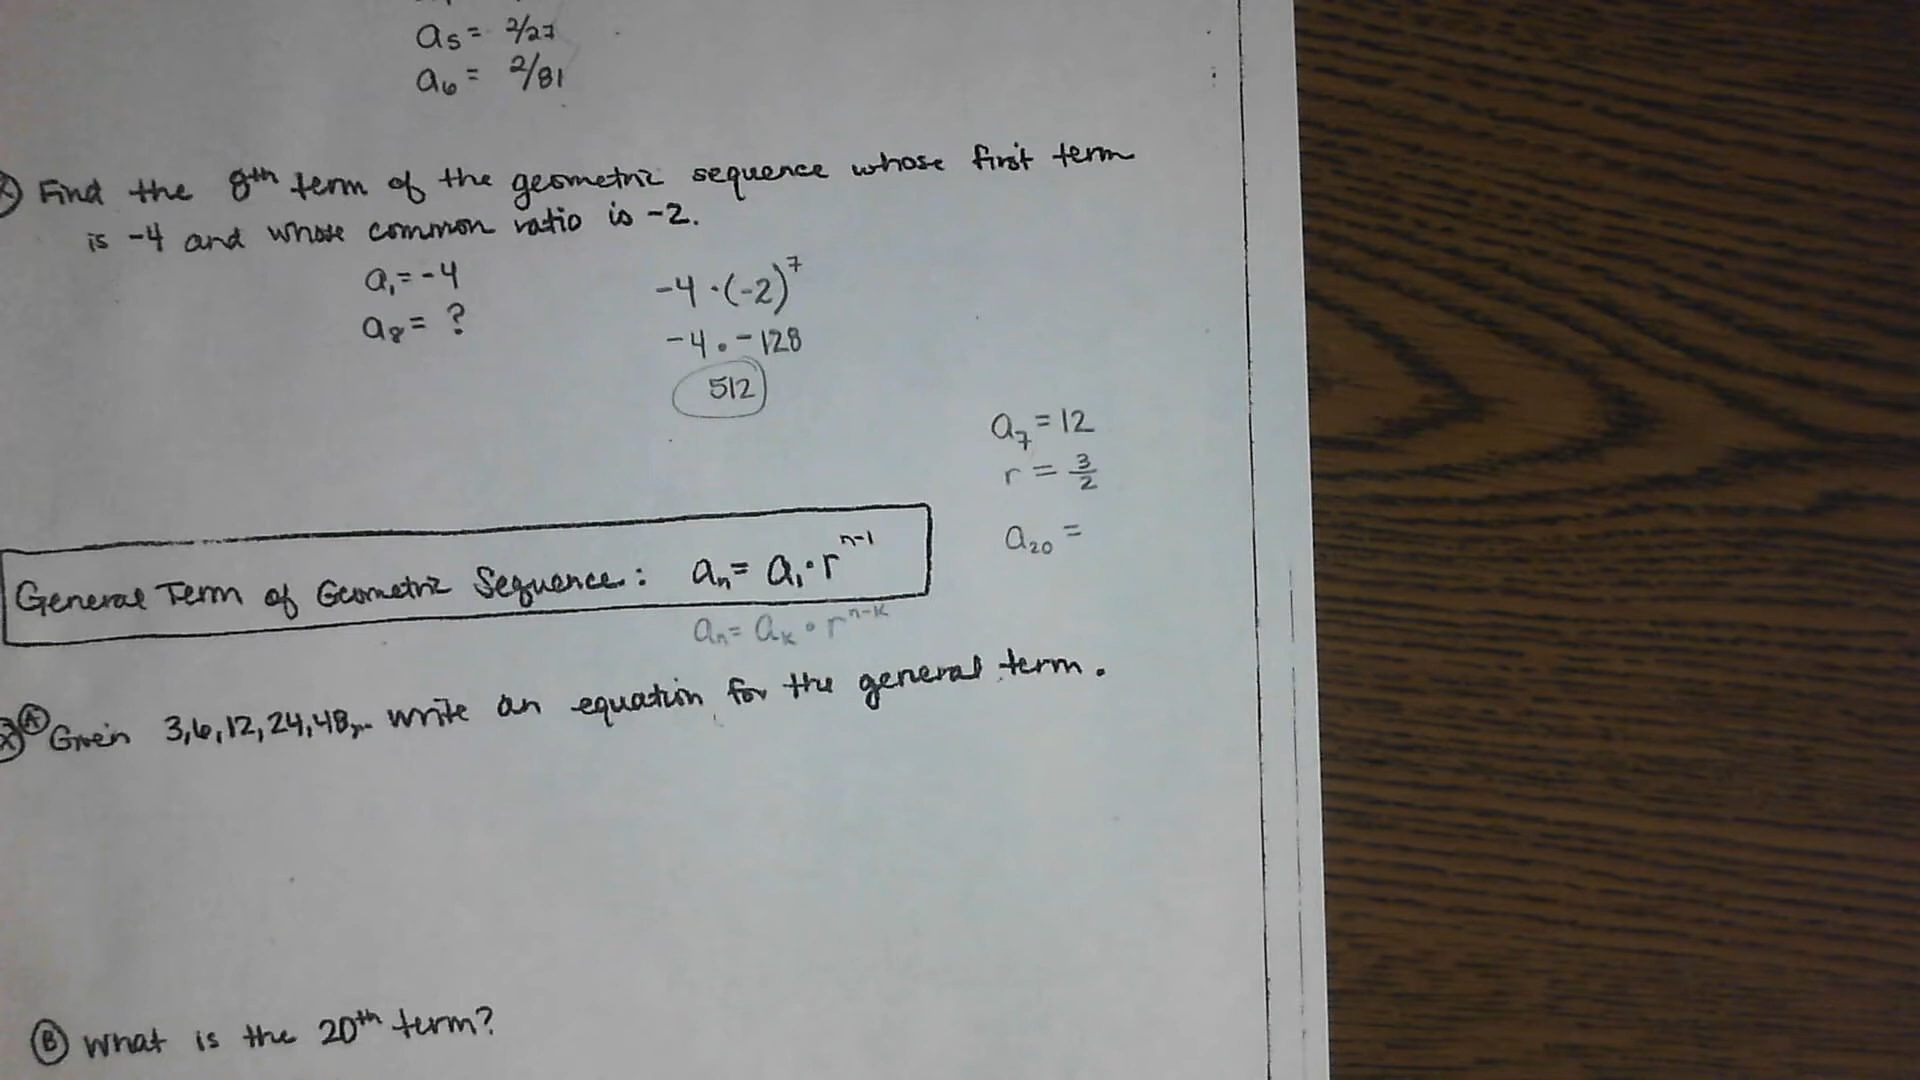 a₅ = 2/27
a₆ = 2/81
Find the 8th term of the geometric sequence whose first term
is -4 and whose common ratio is -2.
a₁ = -4
a₈ = ?
-4 · (-2)⁷
-4 · -128
512
a₇ = 12
r = 3/2
a₂₀ =
General Term of Geometric Sequence: aₙ = a₁ · rⁿ⁻¹
aₙ = aₖ · rⁿ⁻ᵏ
Ⓐ Given 3,6,12,24,48,... write an equation for the general term.
Ⓑ What is the 20th term?